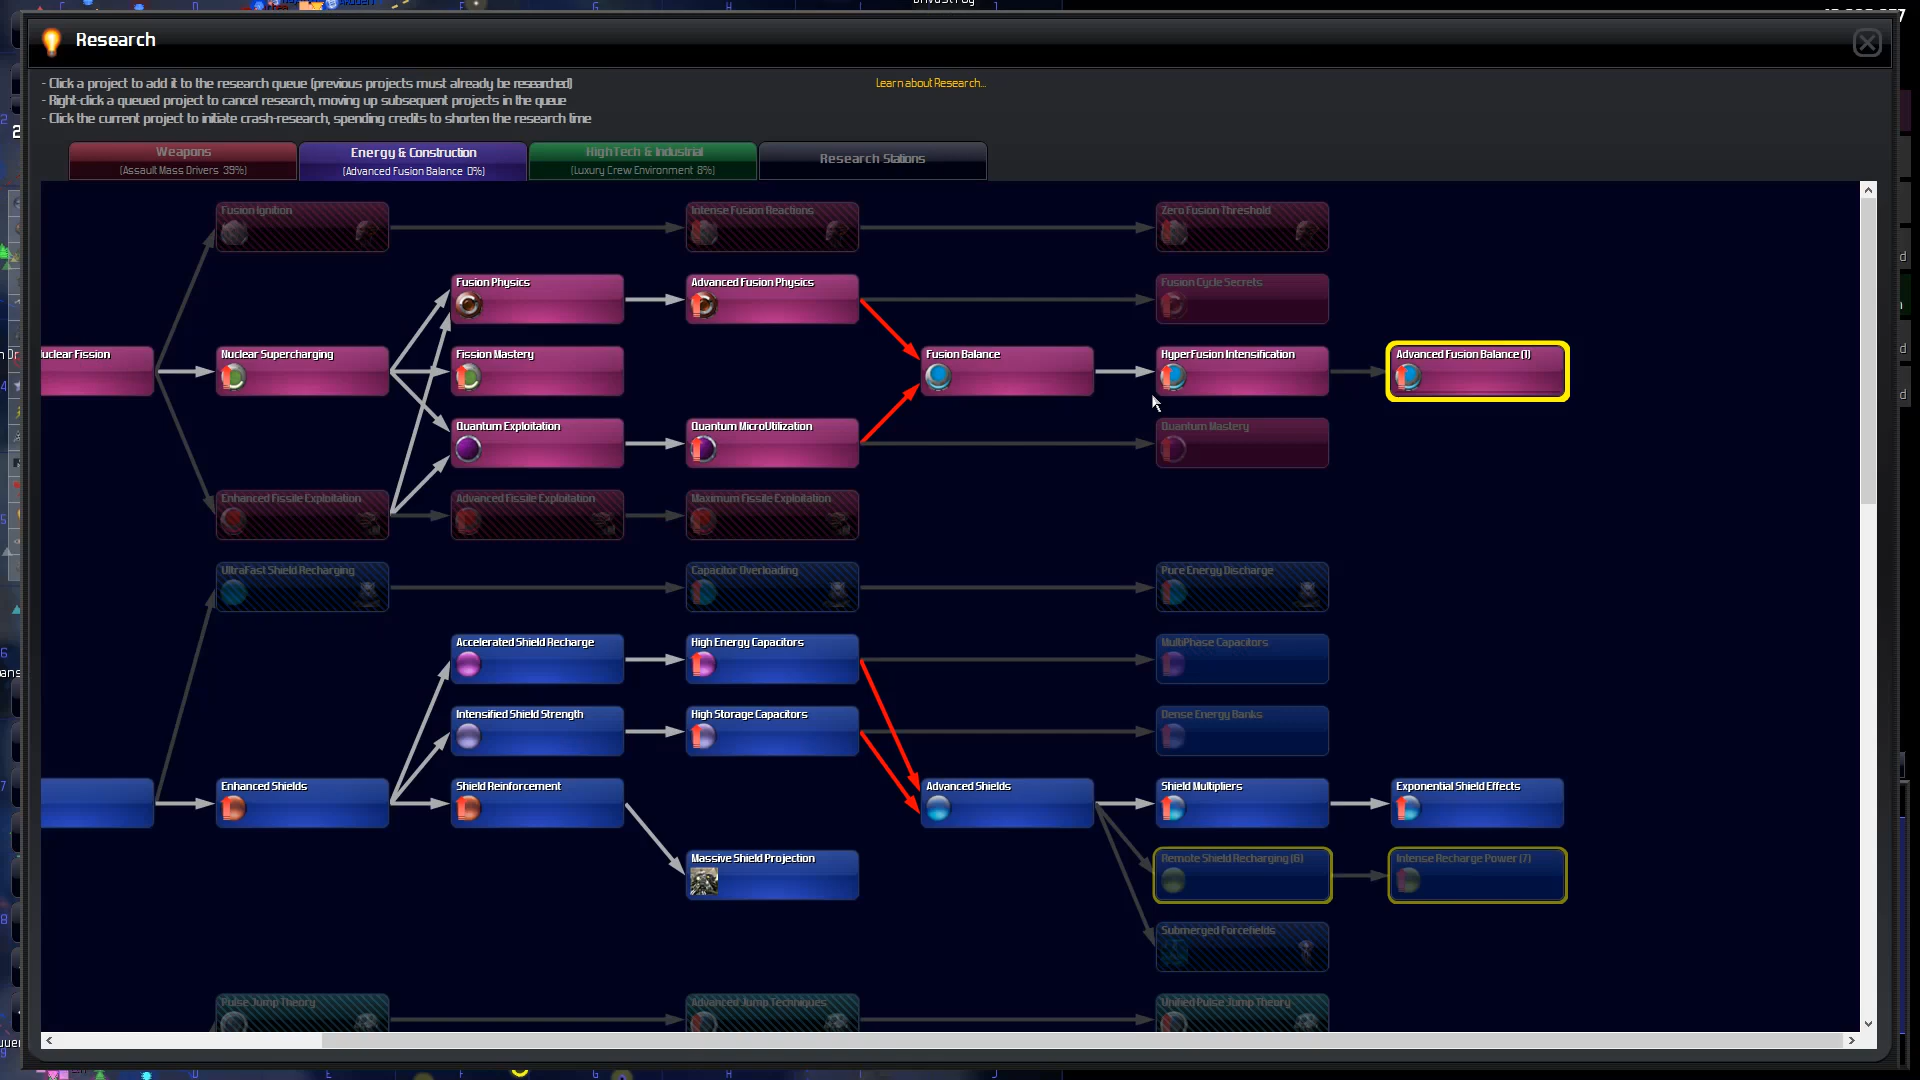 Research
- Click a project to add it to the research queue (previous projects must already be researched)
- Right-click a queued project to cancel research, moving up subsequent projects in the queue
- Click the current project to initiate crash-research, spending credits to shorten the research time
Learn about Research...
Weapons
(Assault Mass Drivers 39%)
Energy & Construction
(Advanced Fusion Balance 0%)
HighTech & Industrial
(Luxury Crew Environment 8%)
Research Stations
Fusion Ignition
Intense Fusion Reactions
Zero Fusion Threshold
Fusion Physics
Advanced Fusion Physics
Fusion Cycle Secrets
uclear Fission
Nuclear Supercharging
Fission Mastery
Fusion Balance
HyperFusion Intensification
Advanced Fusion Balance (1)
Quantum Exploitation
Quantum MicroUtilization
Quantum Mastery
Enhanced Fissile Exploitation
Advanced Fissile Exploitation
Maximum Fissile Exploitation
UltraFast Shield Recharging
Capacitor Overloading
Pure Energy Discharge
Accelerated Shield Recharge
High Energy Capacitors
MultiPhase Capacitors
Intensified Shield Strength
High Storage Capacitors
Dense Energy Banks
Enhanced Shields
Shield Reinforcement
Advanced Shields
Shield Multipliers
Exponential Shield Effects
Massive Shield Projection
Remote Shield Recharging (6)
Intense Recharge Power (7)
Submerged Forcefields
Pulse Jump Theory
Advanced Jump Techniques
Unified Pulse Jump Theory